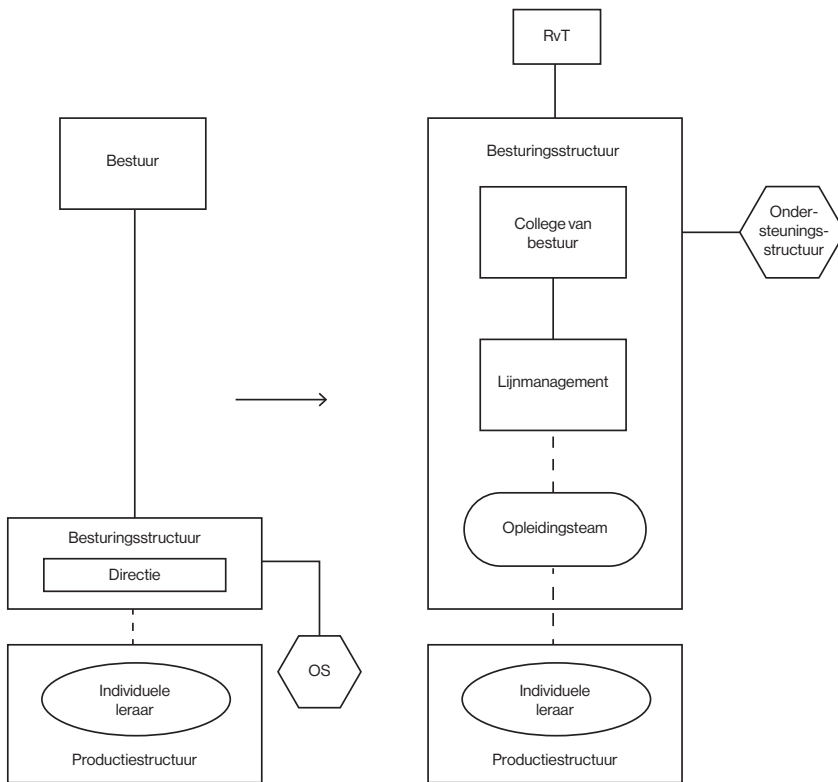 Bestuur
Besturingsstructuur
Directie
OS
Individuele
leraar
Productiestructuur
RvT
Besturingsstructuur
College van
bestuur
Onder-
steunings-
structuur
Lijnmanagement
Opleidingsteam
Individuele
leraar
Productiestructuur